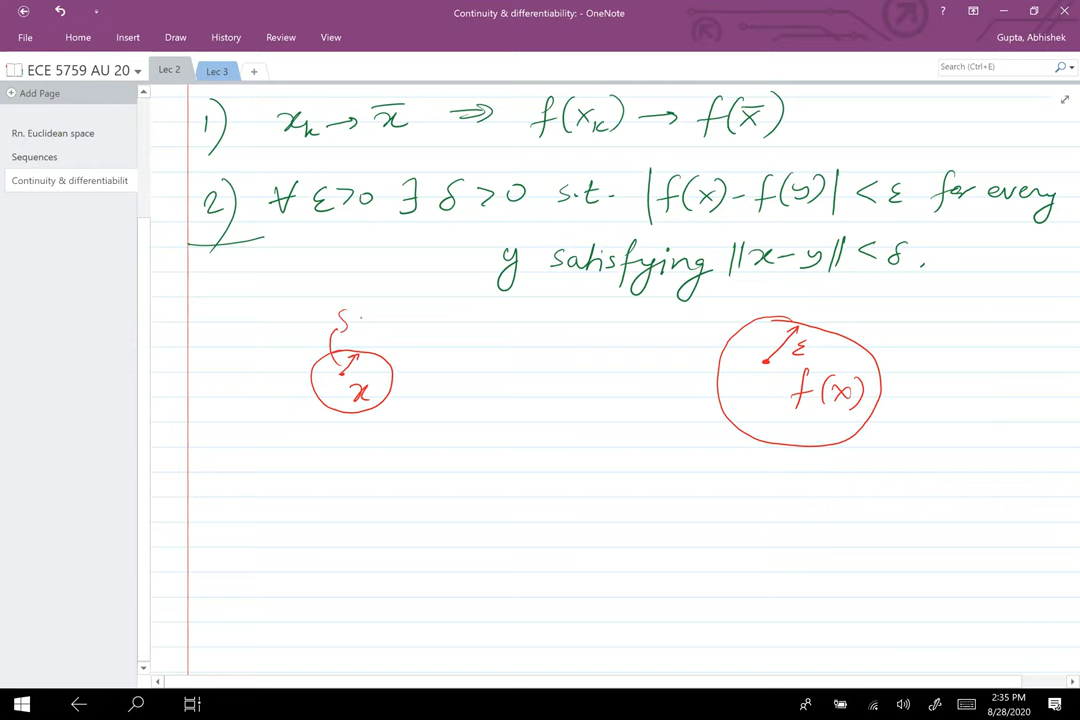 Continuity & differentiability: - OneNote
?
File Home Insert Draw History Review View
Gupta, Abhishek
ECE 5759 AU 20
Lec 2
Lec 3
+
Search (Ctrl+E)
Add Page
Rn. Euclidean space
Sequences
Continuity & differentiabilit
1) xₖ → x̅ ⇒ f(xₖ) → f(x̅)
2) ∀ ε>0 ∃ δ>0 s.t. |f(x)-f(y)| < ε for every
y satisfying ||x-y|| < δ.
δ
x
ε
f(x)
2:35 PM
8/28/2020